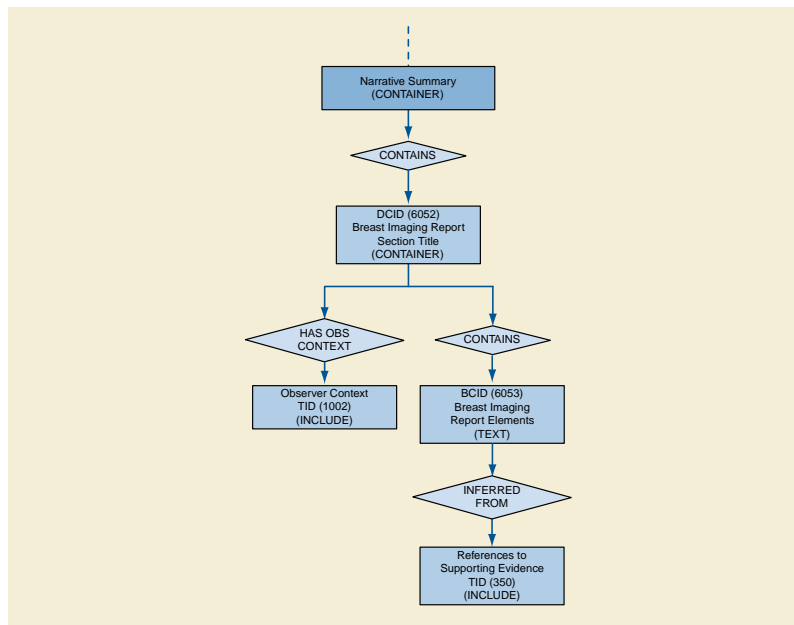 Narrative Summary
(CONTAINER)
CONTAINS
DCID (6052)
Breast Imaging Report
Section Title
(CONTAINER)
HAS OBS
CONTEXT
CONTAINS
Observer Context
TID (1002)
(INCLUDE)
BCID (6053)
Breast Imaging
Report Elements
(TEXT)
INFERRED
FROM
References to
Supporting Evidence
TID (350)
(INCLUDE)